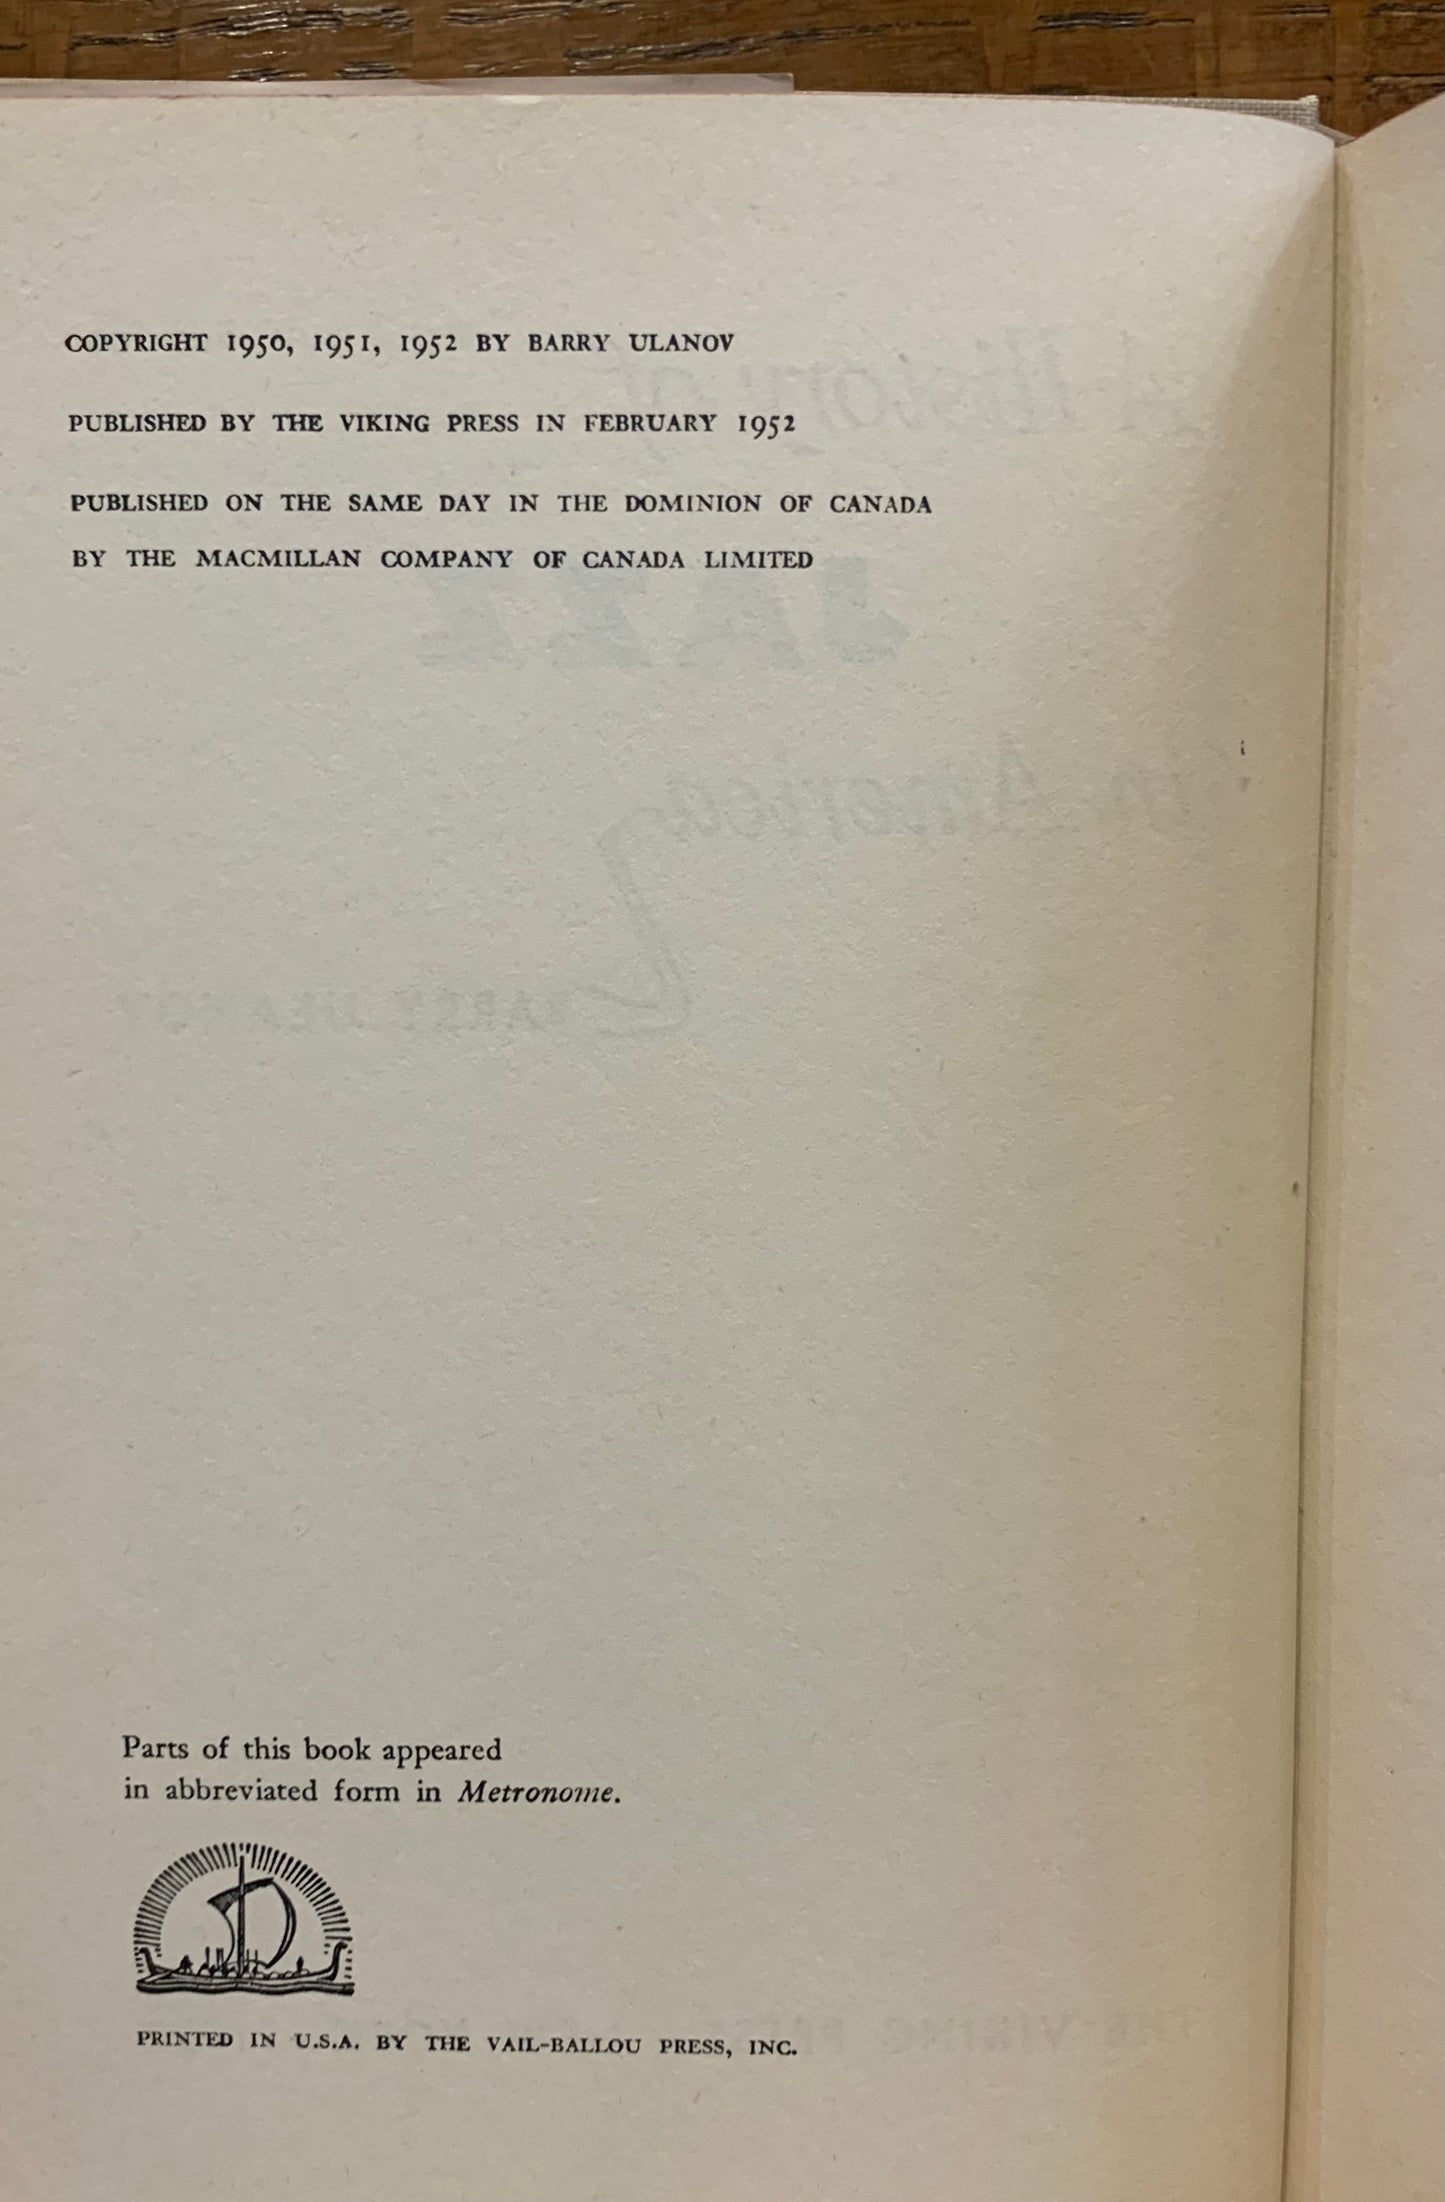 COPYRIGHT 1950, 1951, 1952 BY BARRY ULANOV
PUBLISHED BY THE VIKING PRESS IN FEBRUARY 1952
PUBLISHED ON THE SAME DAY IN THE DOMINION OF CANADA
BY THE MACMILLAN COMPANY OF CANADA LIMITED
Parts of this book appeared
in abbreviated form in Metronome.
PRINTED IN U.S.A. BY THE VAIL-BALLOU PRESS, INC.